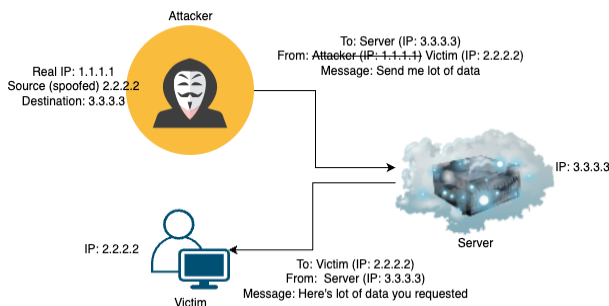 Attacker
Real IP: 1.1.1.1
Source (spoofed) 2.2.2.2
Destination: 3.3.3.3
To: Server (IP: 3.3.3.3)
From: Attacker (IP: 1.1.1.1) Victim (IP: 2.2.2.2)
Message: Send me lot of data
IP: 3.3.3.3
Server
IP: 2.2.2.2
Victim
To: Victim (IP: 2.2.2.2)
From: Server (IP: 3.3.3.3)
Message: Here's lot of data you requested